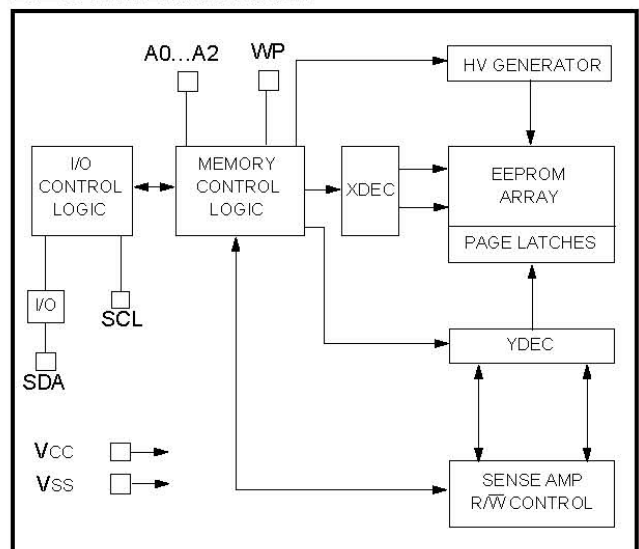 A0...A2
WP
HV GENERATOR
I/O
CONTROL
LOGIC
MEMORY
CONTROL
LOGIC
XDEC
EEPROM
ARRAY
PAGE LATCHES
I/O
SCL
SDA
YDEC
VCC
VSS
SENSE AMP
R/W̅ CONTROL